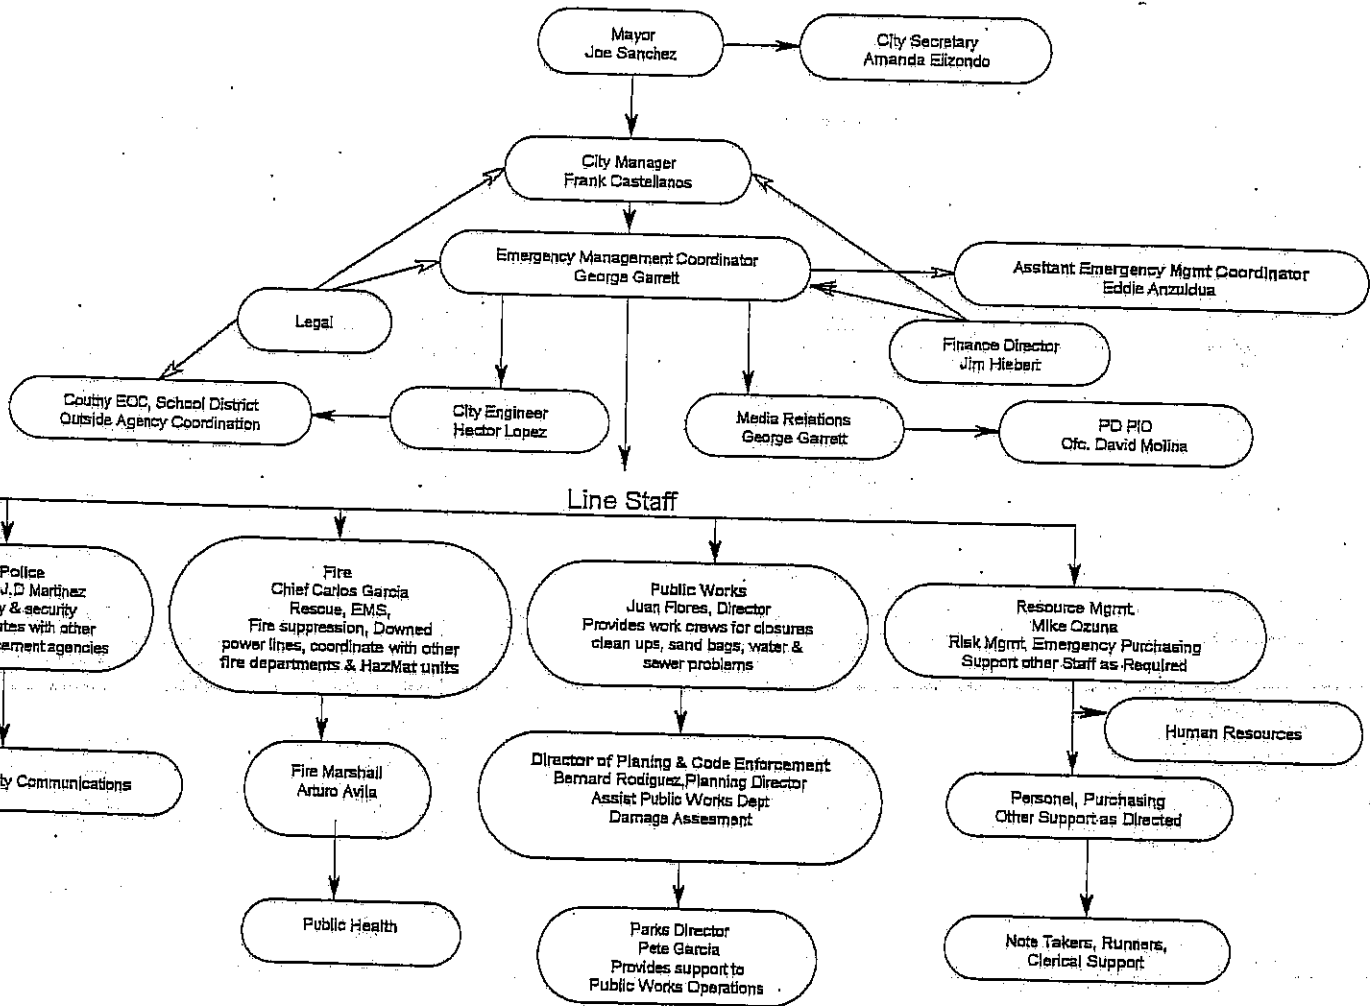 Mayor
Joe Sanchez
City Secretary
Amanda Elizondo
City Manager
Frank Castellanos
Emergency Management Coordinator
George Garrett
Assitant Emergency Mgmt Coordinator
Eddie Anzuldua
Legal
Finance Director
Jim Hiebert
Coutny EOC, School District
Outside Agency Coordination
City Engineer
Hector Lopez
Media Relations
George Garrett
PD PIO
Ofc. David Molina
Line Staff
Police
J.D Martinez
y & security
ates with other
cement agencies
Fire
Chief Carlos Garcia
Rescue, EMS,
Fire suppression, Downed
power lines, coordinate with other
fire departments & HazMat units
Public Works
Juan Flores, Director
Provides work crews for closures
clean ups, sand bags, water &
sewer problems
Resource Mgmt.
Mike Ozuna
Risk Mgmt, Emergency Purchasing
Support other Staff as Required
Human Resources
ty Communications
Fire Marshall
Arturo Avila
Director of Planing & Code Enforcement
Bernard Rodiguez,Planning Director
Assist Public Works Dept
Damage Assesment
Personel, Purchasing
Other Support as Directed
Public Health
Parks Director
Pete Garcia
Provides support to
Public Works Operations
Note Takers, Runners,
Clerical Support